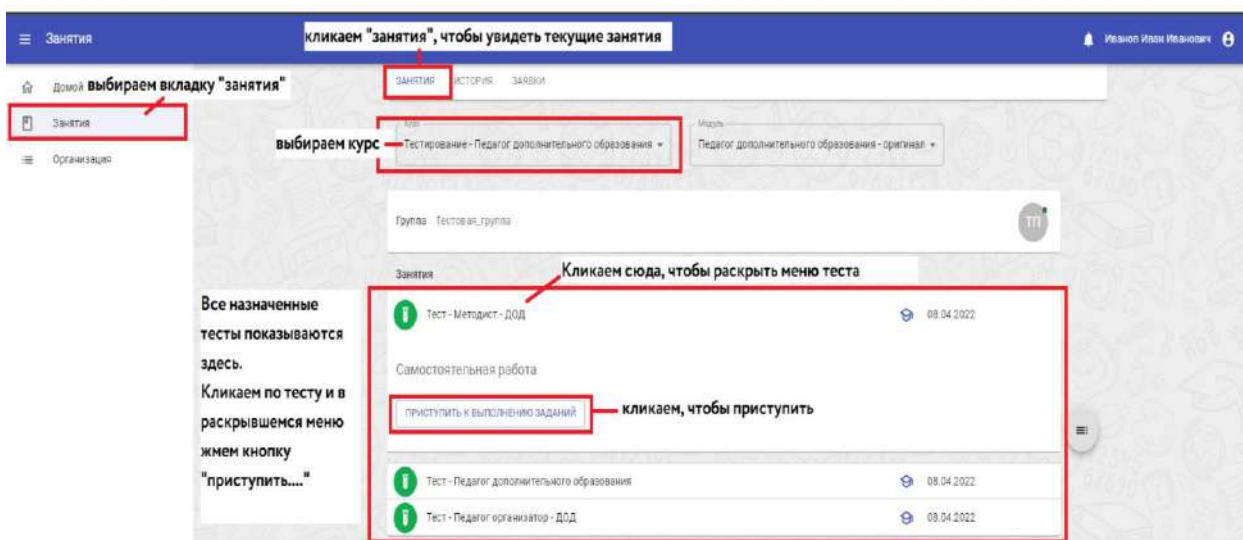 Занятия
кликаем "занятия", чтобы увидеть текущие занятия
Иванов Иван Иванович
Домой
выбираем вкладку "занятия"
ЗАНЯТИЯ ИСТОРИЯ ЗАЯВКИ
Занятия
Организация
выбираем курс
Курс
Тестирование - Педагог дополнительного образования
Модуль
Педагог дополнительного образования - оригинал
Группа Тестовая_группа
ТП
Занятия
Кликаем сюда, чтобы раскрыть меню теста
Все назначенные
тесты показываются
здесь.
Кликаем по тесту и в
раскрывшемся меню
жмем кнопку
"приступить...."
Тест - Методист - ДОД 08.04.2022
Самостоятельная работа
ПРИСТУПИТЬ К ВЫПОЛНЕНИЮ ЗАДАНИЙ
кликаем, чтобы приступить
Тест - Педагог дополнительного образования 08.04.2022
Тест - Педагог организатор - ДОД 08.04.2022